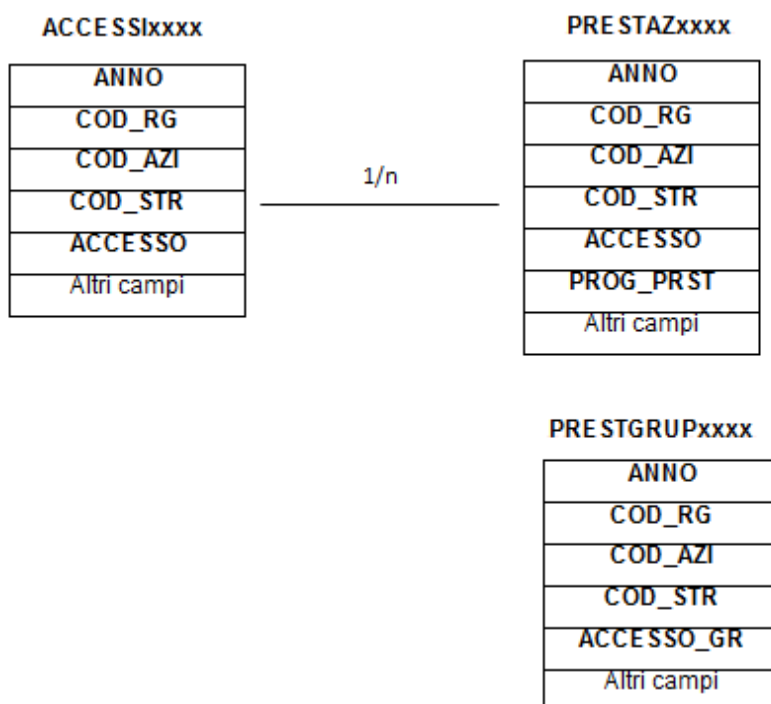 ACCESSIxxxx
ANNO
COD_RG
COD_AZI
COD_STR
ACCESSO
Altri campi
1/n
PRESTAZxxxx
ANNO
COD_RG
COD_AZI
COD_STR
ACCESSO
PROG_PRST
Altri campi
PRESTGRUPxxxx
ANNO
COD_RG
COD_AZI
COD_STR
ACCESSO_GR
Altri campi